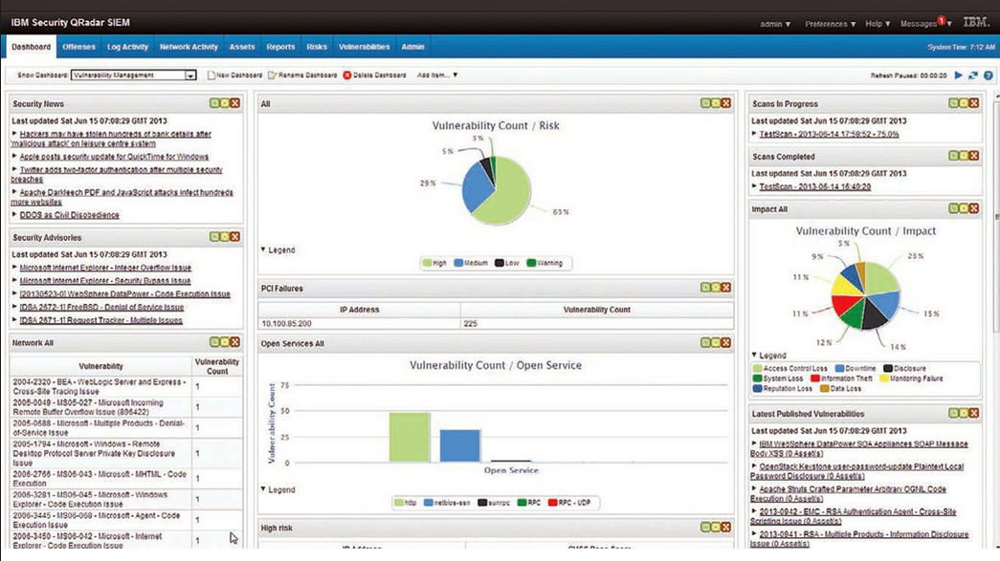 IBM Security QRadar SIEM
admin ▼ Preferences ▼ Help ▼ Messages 1 ▼ IBM.
Dashboard Offenses Log Activity Network Activity Assets Reports Risks Vulnerabilities Admin System Time: 7:12 AM
Show Dashboard: Vulnerability Management New Dashboard Rename Dashboard Delete Dashboard Add Item... ▼ Refresh Paused: 00:00:20
Security News
Last updated Sat Jun 15 07:08:29 GMT 2013
Hackers may have stolen hundreds of bank details after
'malicious attack' on leisure centre system
Apple posts security update for QuickTime for Windows
Twitter adds two-factor authentication after multiple security
breaches
Apache Darkleech PDF and JavaScript attacks infect hundreds
more websites
DDOS as Civil Disobedience
Security Advisories
Last updated Sat Jun 15 07:08:29 GMT 2013
Microsoft Internet Explorer - Integer Overflow Issue
Microsoft Internet Explorer - Security Bypass Issue
[20130523-0] WebSphere DataPower - Code Execution Issue
[DSA 2672-1] FreeBSD - Denial of Service Issue
[DSA 2671-1] Request Tracker - Multiple Issues
Network All
Vulnerability Vulnerability
Count
2004-2320 - BEA - WebLogic Server and Express -
Cross-Site Tracing Issue 1
2005-0049 - MS05-027 - Microsoft Incoming
Remote Buffer Overflow Issue (896422) 1
2005-0688 - Microsoft - Multiple Products - Denial-
of-Service Issue 1
2005-1794 - Microsoft - Windows - Remote
Desktop Protocol Server Private Key Disclosure 1
Issue
2006-2766 - MS06-043 - Microsoft - MHTML - Code
Execution 1
2006-3281 - MS06-045 - Microsoft - Windows
Explorer - Code Execution Issue 1
2006-3445 - MS06-068 - Microsoft - Agent - Code
Execution Issue 1
2006-3450 - MS06-042 - Microsoft - Internet
Explorer - Code Execution Issue 1
All
Vulnerability Count / Risk
3 %
5 %
29 %
63 %
▼ Legend
High Medium Low Warning
PCI Failures
IP Address Vulnerability Count
10.100.85.200 225
Open Services All
Vulnerability Count / Open Service
Vulnerability Count
75
50
25
0
Open Service
▼ Legend
http netbios-ssn sunrpc RPC RPC - UDP
High risk
IP Address CVSS Base Score
Scans In Progress
Last updated Sat Jun 15 07:08:29 GMT 2013
TestScan - 2013-06-14 17:58:52 - 75.0%
Scans Completed
Last updated Sat Jun 15 07:08:29 GMT 2013
TestScan - 2013-06-14 16:49:29
Impact All
Vulnerability Count / Impact
5 %
9 %
11 %
11 %
12 %
14 %
15 %
▼ Legend
Access Control Loss Downtime Disclosure
System Loss Information Theft Monitoring Failure
Reputation Loss Data Loss
Latest Published Vulnerabilities
Last updated Sat Jun 15 07:08:29 GMT 2013
IBM WebSphere DataPower SOA Appliances SOAP Message
Body XSS (0 Asset/s)
OpenStack Keystone user-password-update Plaintext Local
Password Disclosure (0 Asset/s)
Apache Struts Crafted Parameter Arbitrary OGNL Code
Execution (0 Asset/s)
2013-0942 - EMC - RSA Authentication Agent - Cross-Site
Scripting Issue (0 Asset/s)
2013-0941 - RSA - Multiple Products - Information Disclosure
Issue (0 Asset/s)